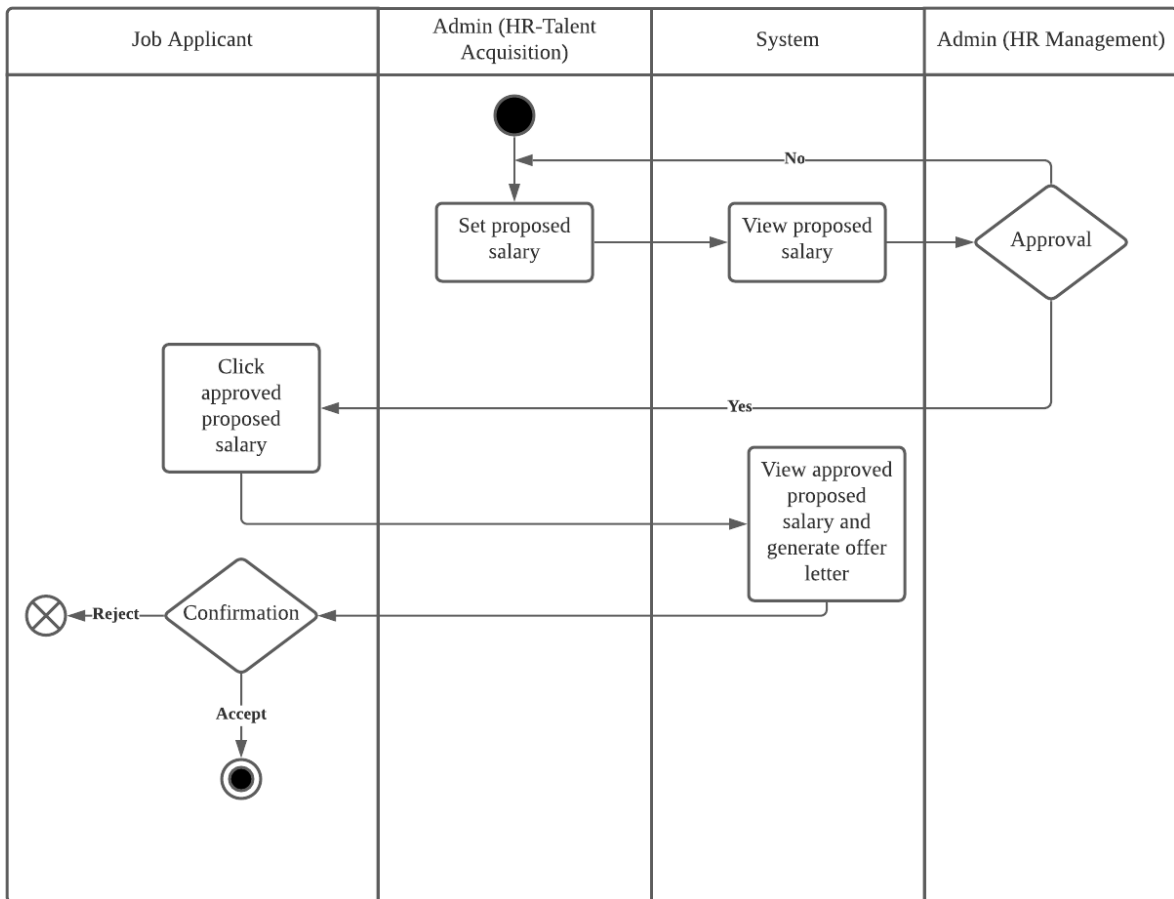 Job Applicant
Admin (HR-Talent
Acquisition)
System
Admin (HR Management)
No
Set proposed
salary
View proposed
salary
Approval
Click
approved
proposed
salary
Yes
View approved
proposed
salary and
generate offer
letter
Reject
Confirmation
Accept